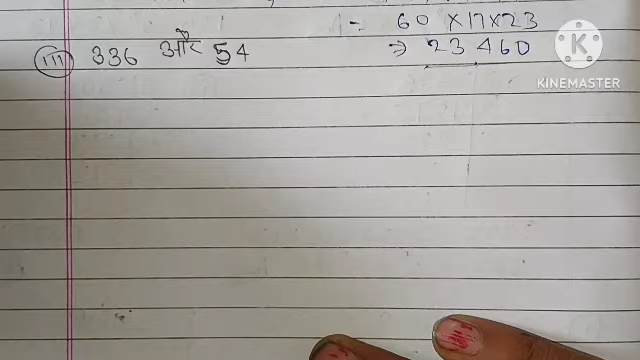 = 60 × 17 × 23
(iii) 336 और 54
⇒ 23460
KINEMASTER